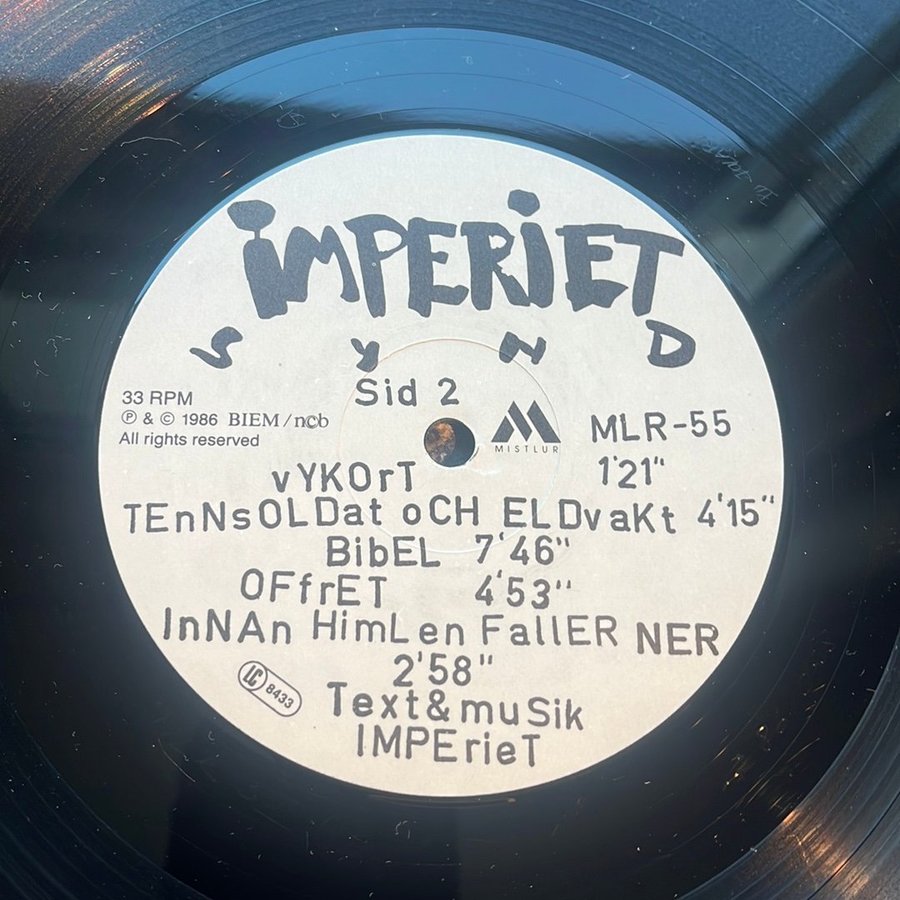 iMPERiET
SYND
Sid 2
33 RPM
Ⓟ & © 1986 BIEM/ncb
All rights reserved
MISTLUR
MLR-55
vYKOrT 1'21"
TEnNsOLDat oCH ELDvaKt 4'15"
BibEL 7'46"
OFfrET 4'53"
InNAn HimLen FallER NER
2'58"
LC 8433
Text&muSik
IMPErieT